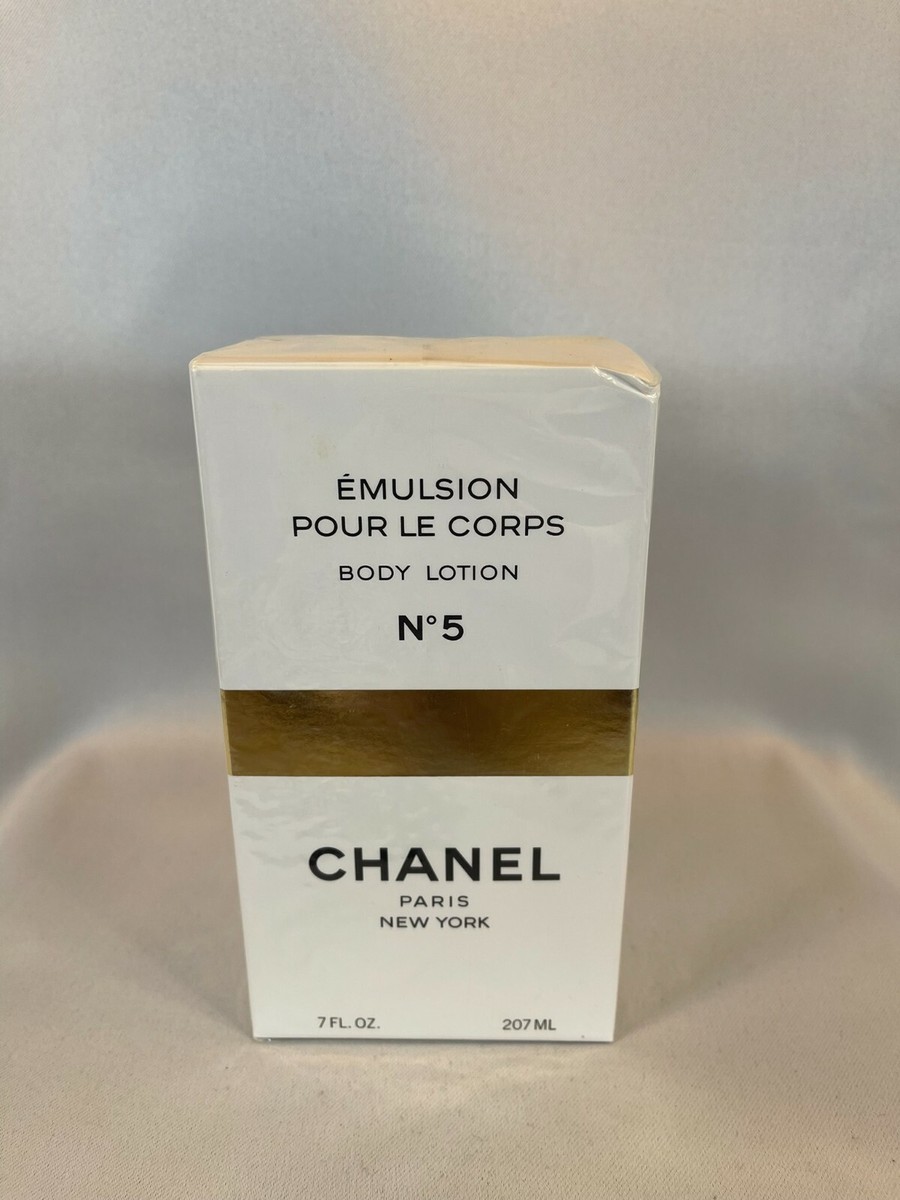 ÉMULSION
POUR LE CORPS
BODY LOTION
N°5
CHANEL
PARIS
NEW YORK
7 FL. OZ. 207 ML